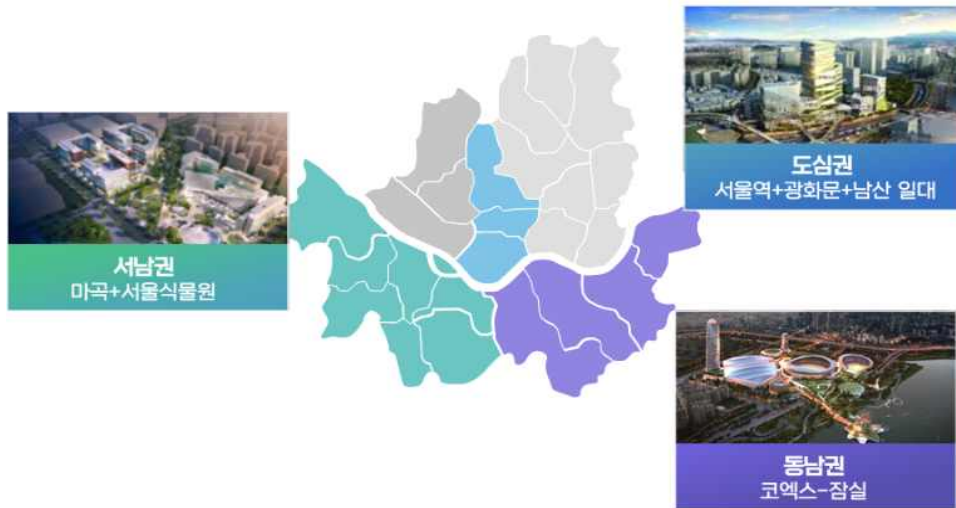 도심권
서울역+광화문+남산 일대
서남권
마곡+서울식물원
동남권
코엑스-잠실